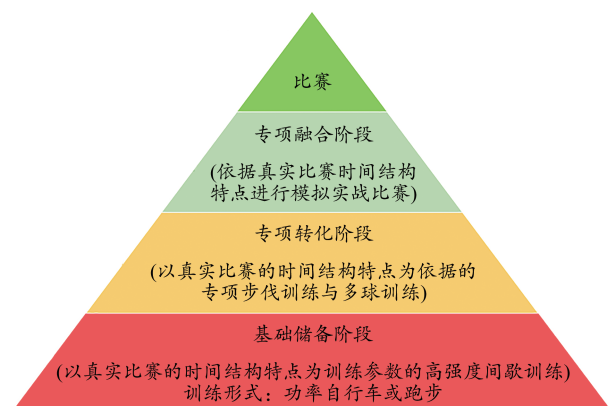 比赛
专项融合阶段
(依据真实比赛时间结构
特点进行模拟实战比赛)
专项转化阶段
(以真实比赛的时间结构特点为依据的
专项步伐训练与多球训练)
基础储备阶段
(以真实比赛的时间结构特点为训练参数的高强度间歇训练)
训练形式：功率自行车或跑步